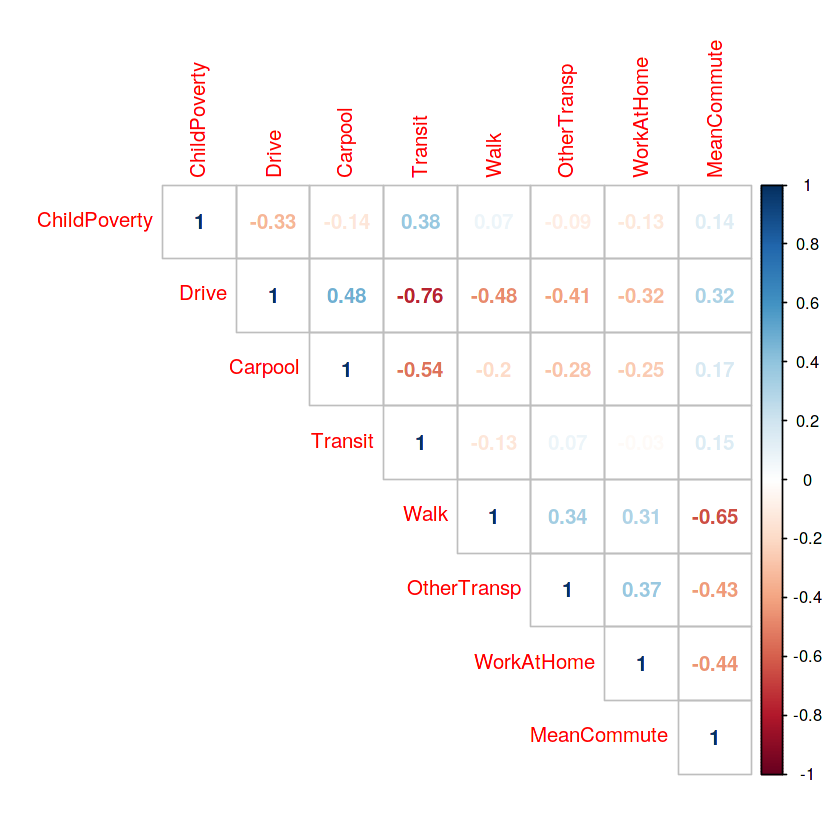 ChildPoverty Drive Carpool Transit Walk OtherTransp WorkAtHome MeanCommute
ChildPoverty 1 -0.33 -0.14 0.38 0.07 -0.09 -0.13 0.14
Drive 1 0.48 -0.76 -0.48 -0.41 -0.32 0.32
Carpool 1 -0.54 -0.2 -0.28 -0.25 0.17
Transit 1 -0.13 0.07 -0.03 0.15
Walk 1 0.34 0.31 -0.65
OtherTransp 1 0.37 -0.43
WorkAtHome 1 -0.44
MeanCommute 1
1
0.8
0.6
0.4
0.2
0
-0.2
-0.4
-0.6
-0.8
-1